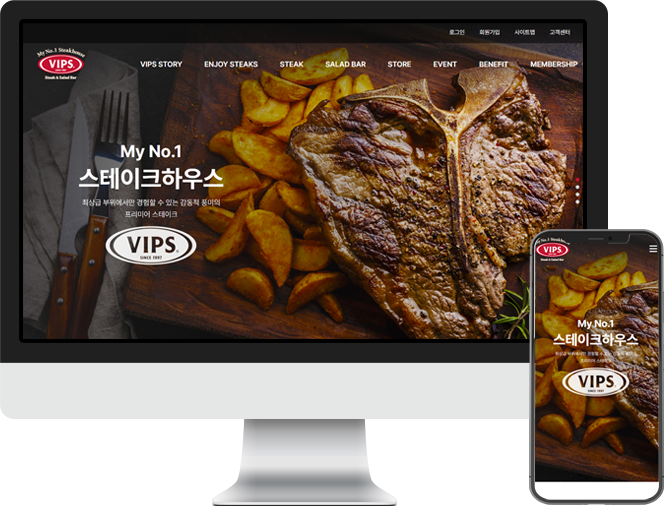 로그인 회원가입 사이트맵 고객센터
My No.1 Steakhouse
VIPS
SINCE 1997
Steak & Salad Bar
VIPS STORY ENJOY STEAKS STEAK SALAD BAR STORE EVENT BENEFIT MEMBERSHIP
My No.1
스테이크하우스
최상급 부위에서만 경험할 수 있는 감동적 풍미의
프리미어 스테이크
VIPS
SINCE 1997
My No.1 Steakhouse
VIPS
Steak & Salad Bar
My No.1
스테이크하우스
최상급 부위에서만 경험할 수 있는 감동적 풍미의
프리미어 스테이크
VIPS
SINCE 1997